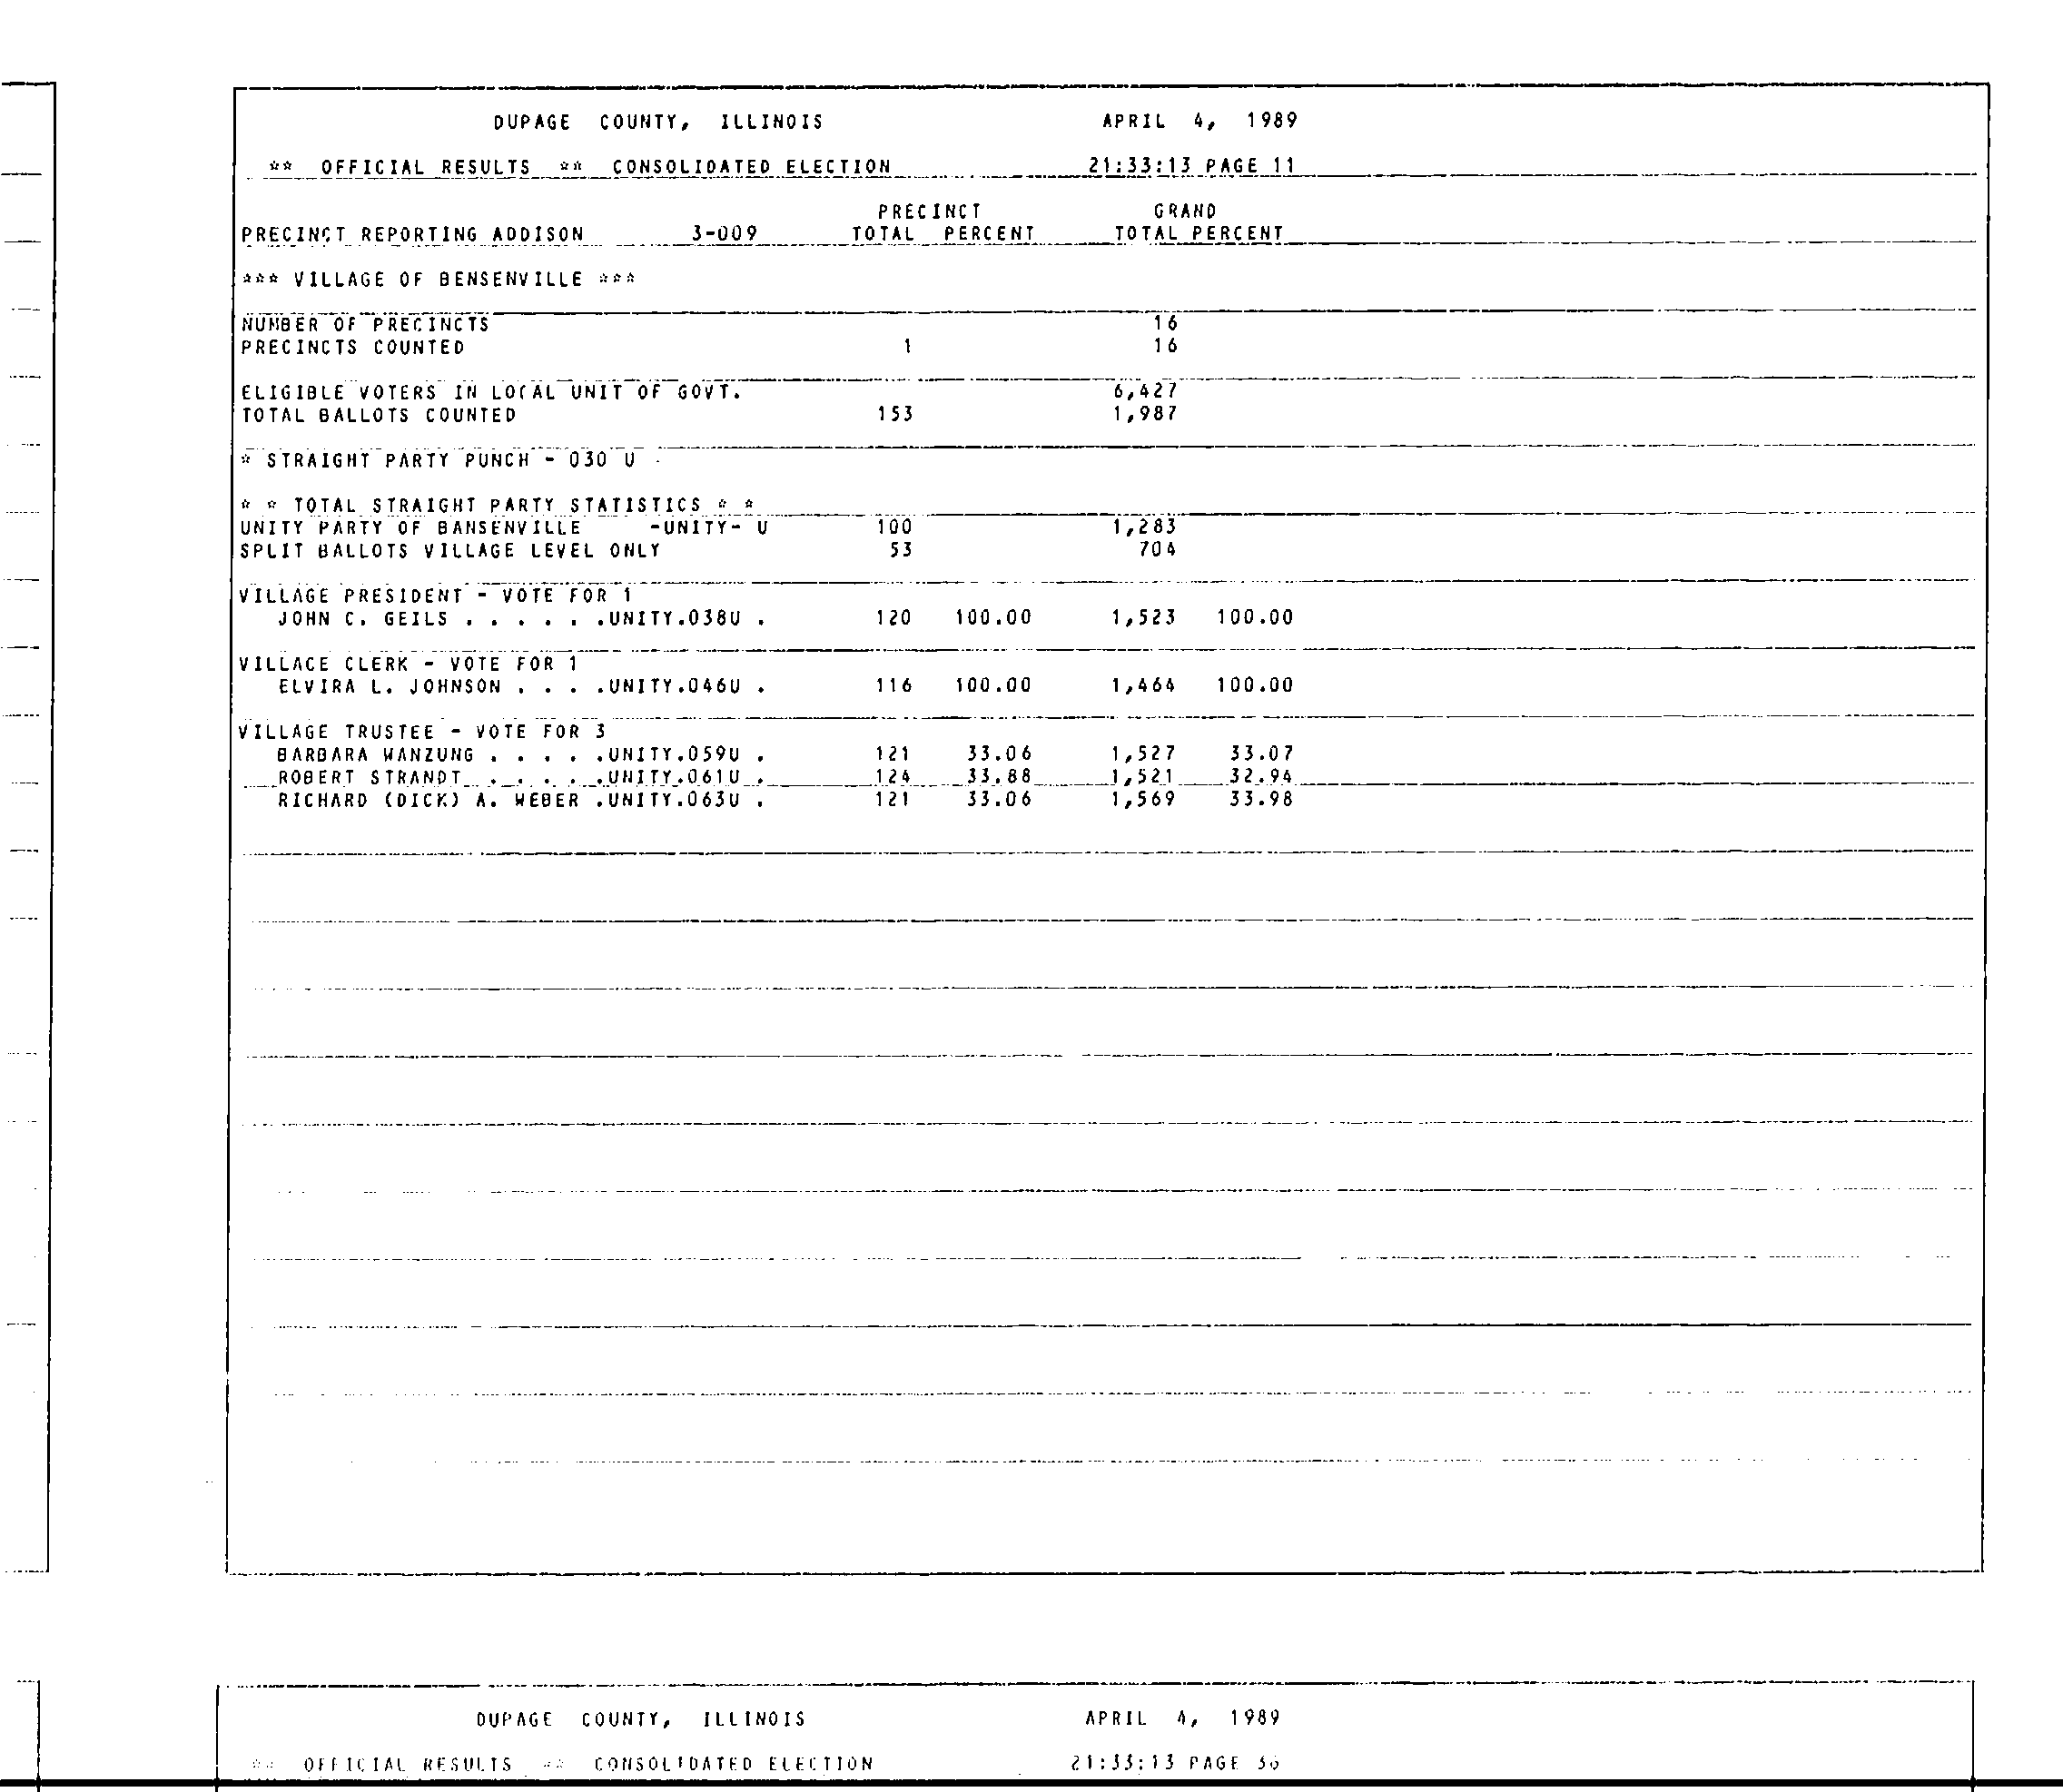 DUPAGE COUNTY, ILLINOIS APRIL 4, 1989
** OFFICIAL RESULTS ** CONSOLIDATED ELECTION 21:33:13 PAGE 11
PRECINCT GRAND
PRECINCT REPORTING ADDISON 3-009 TOTAL PERCENT TOTAL PERCENT
*** VILLAGE OF BENSENVILLE ***
NUMBER OF PRECINCTS 16
PRECINCTS COUNTED 1 16
ELIGIBLE VOTERS IN LOCAL UNIT OF GOVT. 6,427
TOTAL BALLOTS COUNTED 153 1,987
* STRAIGHT PARTY PUNCH - 030 U
* * TOTAL STRAIGHT PARTY STATISTICS * *
UNITY PARTY OF BANSENVILLE -UNITY- U 100 1,283
SPLIT BALLOTS VILLAGE LEVEL ONLY 53 704
VILLAGE PRESIDENT - VOTE FOR 1
JOHN C. GEILS . . . . . .UNITY.038U . 120 100.00 1,523 100.00
VILLAGE CLERK - VOTE FOR 1
ELVIRA L. JOHNSON . . . .UNITY.046U . 116 100.00 1,464 100.00
VILLAGE TRUSTEE - VOTE FOR 3
BARBARA WANZUNG . . . . .UNITY.059U . 121 33.06 1,527 33.07
ROBERT STRANDT . . . . .UNITY.061U . 124 33.88 1,521 32.94
RICHARD (DICK) A. WEBER .UNITY.063U . 121 33.06 1,569 33.98
DUPAGE COUNTY, ILLINOIS APRIL 4, 1989
** OFFICIAL RESULTS ** CONSOLIDATED ELECTION 21:33:13 PAGE